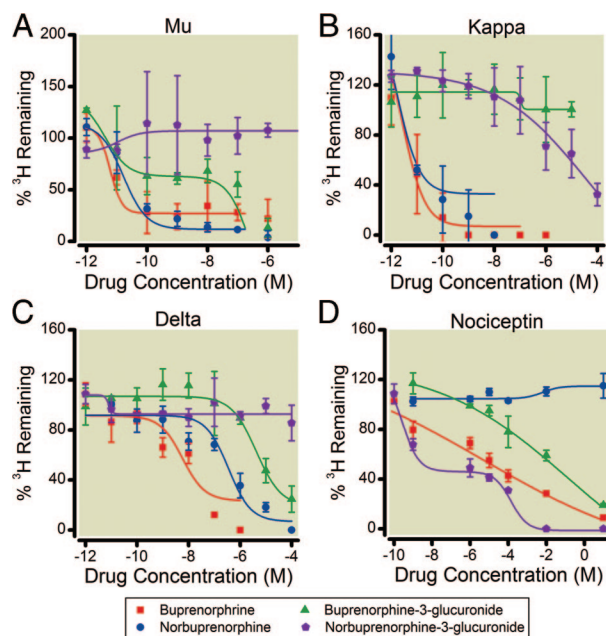 A
Mu
% ³H Remaining
200
150
100
50
0
-12
-10
-8
-6
Drug Concentration (M)
B
Kappa
% ³H Remaining
160
120
80
40
0
-12
-10
-8
-6
-4
Drug Concentration (M)
C
Delta
% ³H Remaining
160
120
80
40
0
-12
-10
-8
-6
-4
Drug Concentration (M)
D
Nociceptin
% ³H Remaining
160
120
80
40
0
-10
-8
-6
-4
-2
0
Drug Concentration (M)
Buprenorphrine
Buprenorphine-3-glucuronide
Norbuprenorphine
Norbuprenorphine-3-glucuronide